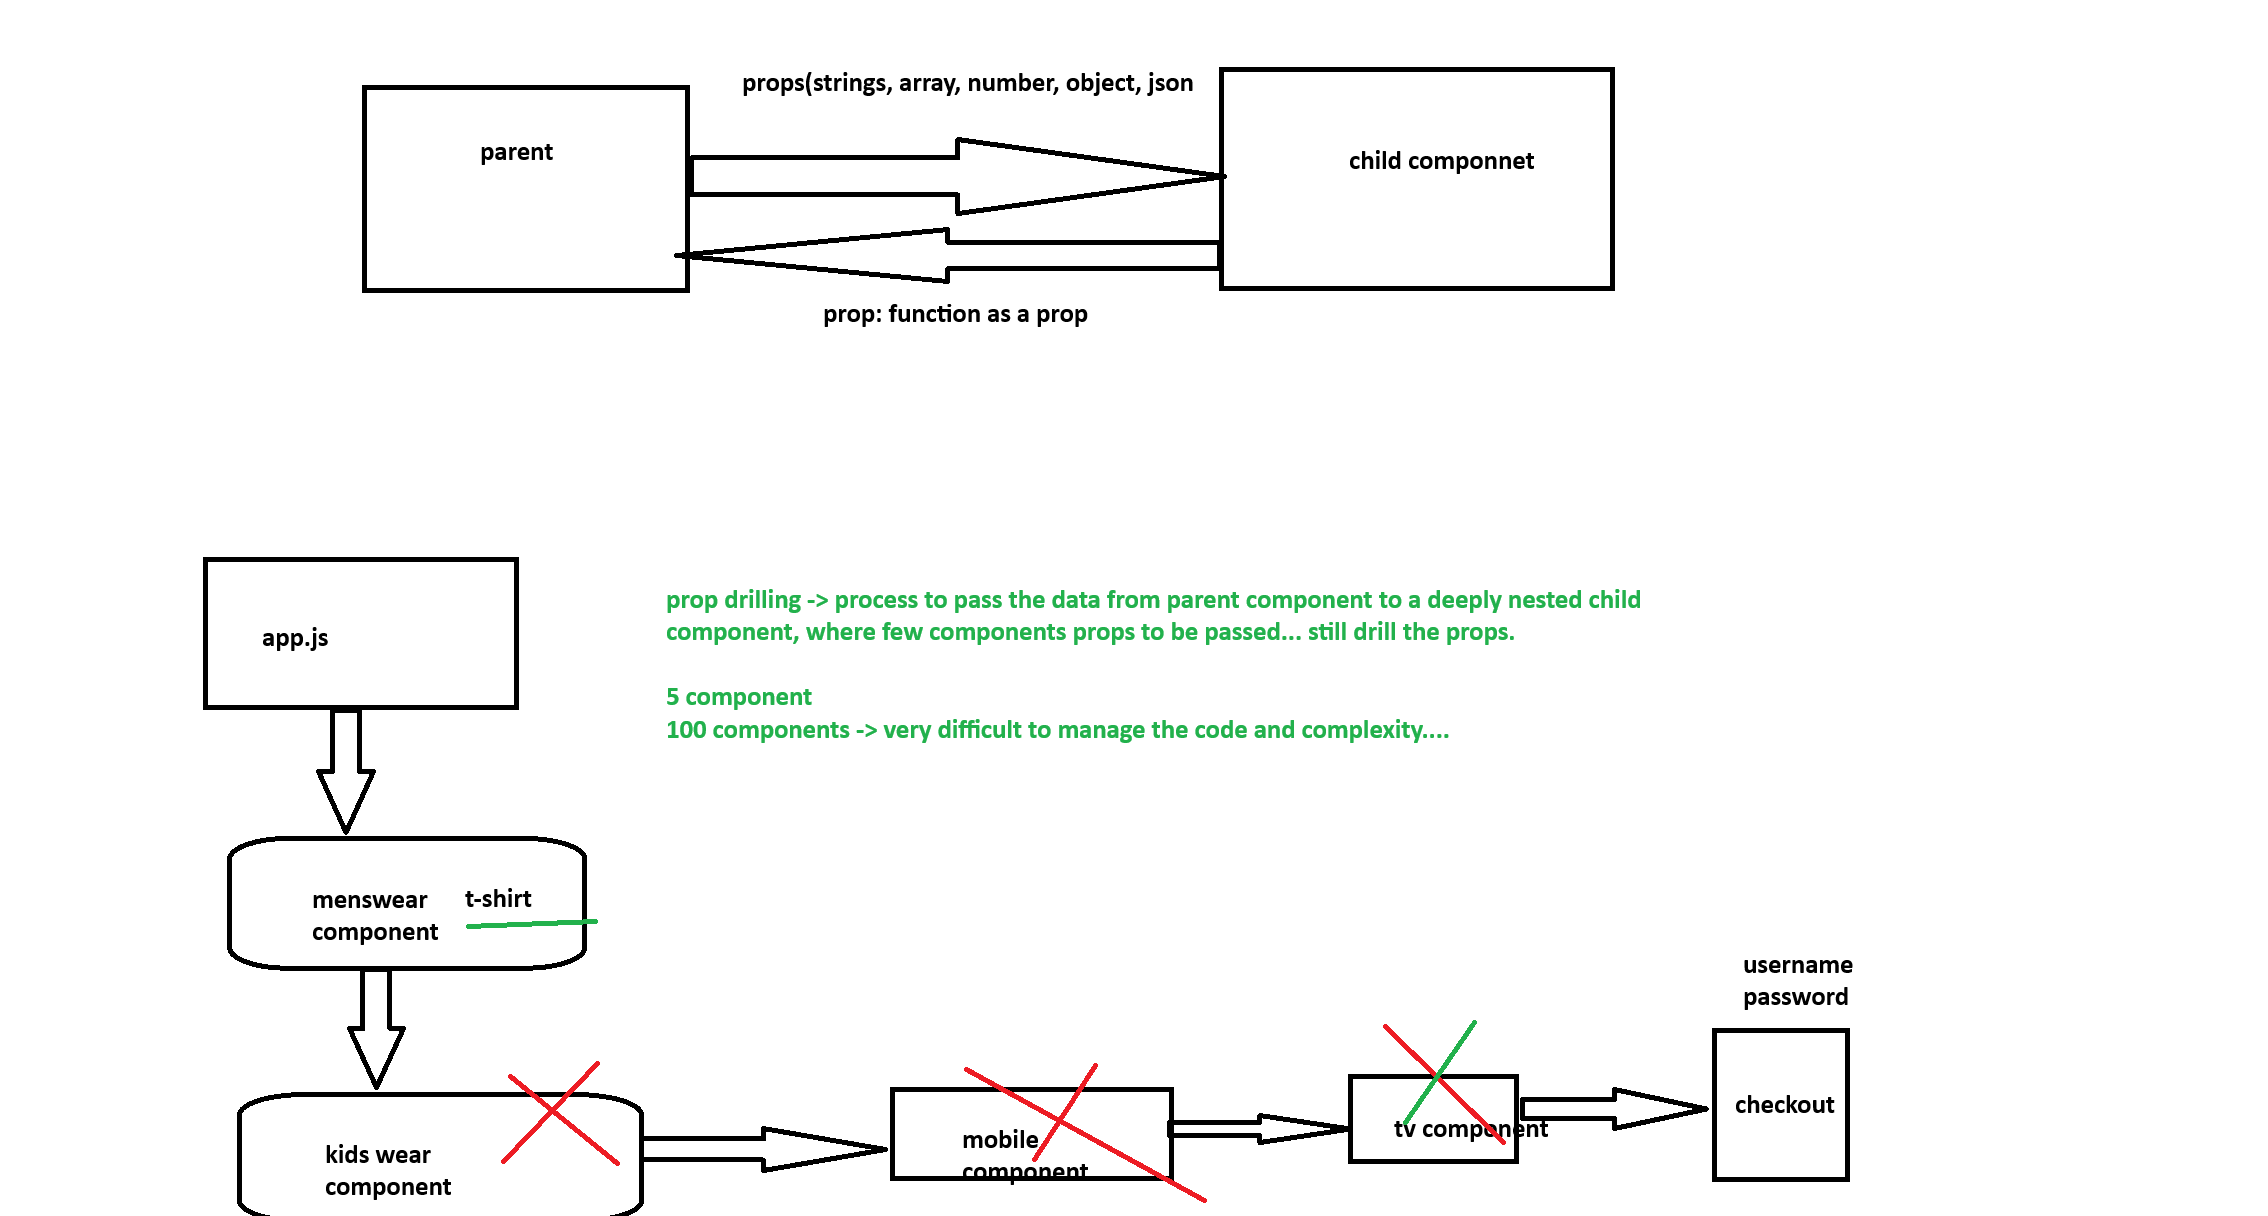 props(strings, array, number, object, json
parent
child componnet
prop: function as a prop
prop drilling -> process to pass the data from parent component to a deeply nested child
component, where few components props to be passed... still drill the props.
app.js
5 component
100 components -> very difficult to manage the code and complexity....
menswear t-shirt
component
username
password
checkout
tv component
mobile
component
kids wear
component